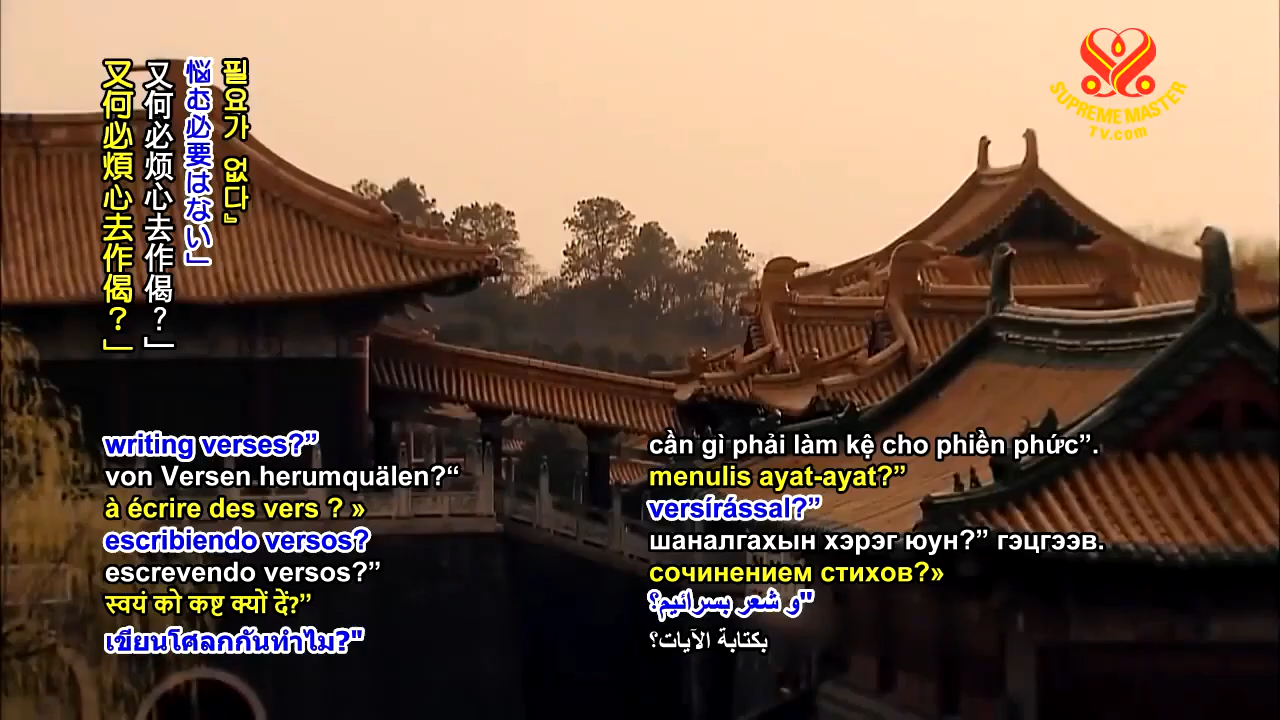 필요가 없다』
悩む必要はない」
又何必烦心去作偈？」
又何必煩心去作偈？」
SUPREME MASTER
TV.com
writing verses?”
von Versen herumquälen?“
à écrire des vers ? »
escribiendo versos?
escrevendo versos?”
स्वयं को कष्ट क्यों दें?”
เขียนโศลกกันทำไม?"
cần gì phải làm kệ cho phiền phức”.
menulis ayat-ayat?”
versírással?”
шаналгахын хэрэг юун?” гэцгээв.
сочинением стихов?»
و شعر بسرائیم؟"
بكتابة الآيات؟